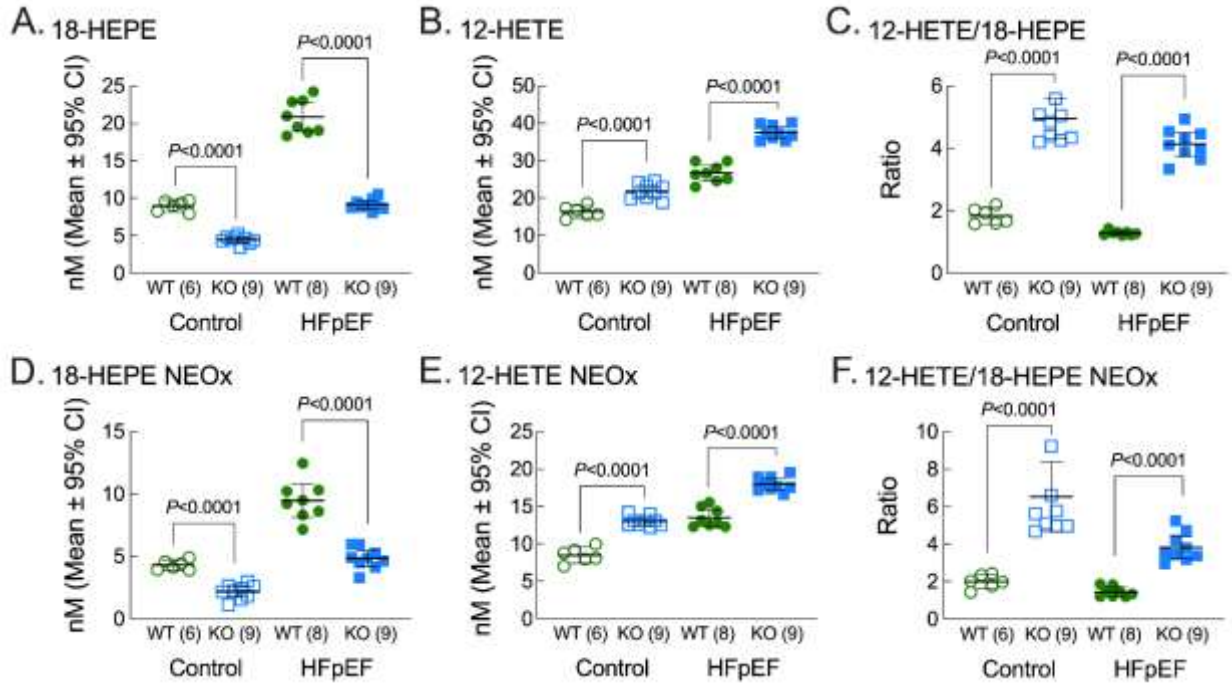 A. 18-HEPE
nM (Mean ± 95% CI)
25
20
15
10
5
0
P<0.0001
P<0.0001
WT (6) KO (9) WT (8) KO (9)
Control HFpEF
B. 12-HETE
nM (Mean ± 95% CI)
50
40
30
20
10
0
P<0.0001
P<0.0001
WT (6) KO (9) WT (8) KO (9)
Control HFpEF
C. 12-HETE/18-HEPE
Ratio
6
4
2
0
P<0.0001
P<0.0001
WT (6) KO (9) WT (8) KO (9)
Control HFpEF
D. 18-HEPE NEOx
nM (Mean ± 95% CI)
15
10
5
0
P<0.0001
P<0.0001
WT (6) KO (9) WT (8) KO (9)
Control HFpEF
E. 12-HETE NEOx
nM (Mean ± 95% CI)
25
20
15
10
5
0
P<0.0001
P<0.0001
WT (6) KO (9) WT (8) KO (9)
Control HFpEF
F. 12-HETE/18-HEPE NEOx
Ratio
10
8
6
4
2
0
P<0.0001
P<0.0001
WT (6) KO (9) WT (8) KO (9)
Control HFpEF